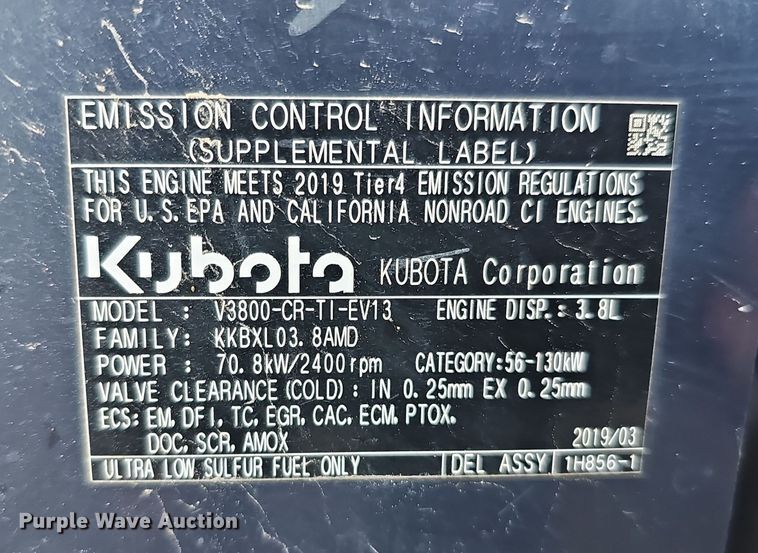 EMISSION CONTROL INFORMATION
(SUPPLEMENTAL LABEL)
THIS ENGINE MEETS 2019 Tier4 EMISSION REGULATIONS
FOR U.S. EPA AND CALIFORNIA NONROAD CI ENGINES.
Kubota KUBOTA Corporation
MODEL : V3800-CR-TI-EV13 ENGINE DISP.: 3.8L
FAMILY: KKBXL03.8AMD
POWER : 70.8kW/2400rpm CATEGORY:56-130kW
VALVE CLEARANCE(COLD): IN 0.25mm EX 0.25mm
ECS: EM, DFI, TC, EGR, CAC, ECM, PTOX,
DOC, SCR, AMOX 2019/03
ULTRA LOW SULFUR FUEL ONLY DEL ASSY 1H856-1
Purple Wave Auction